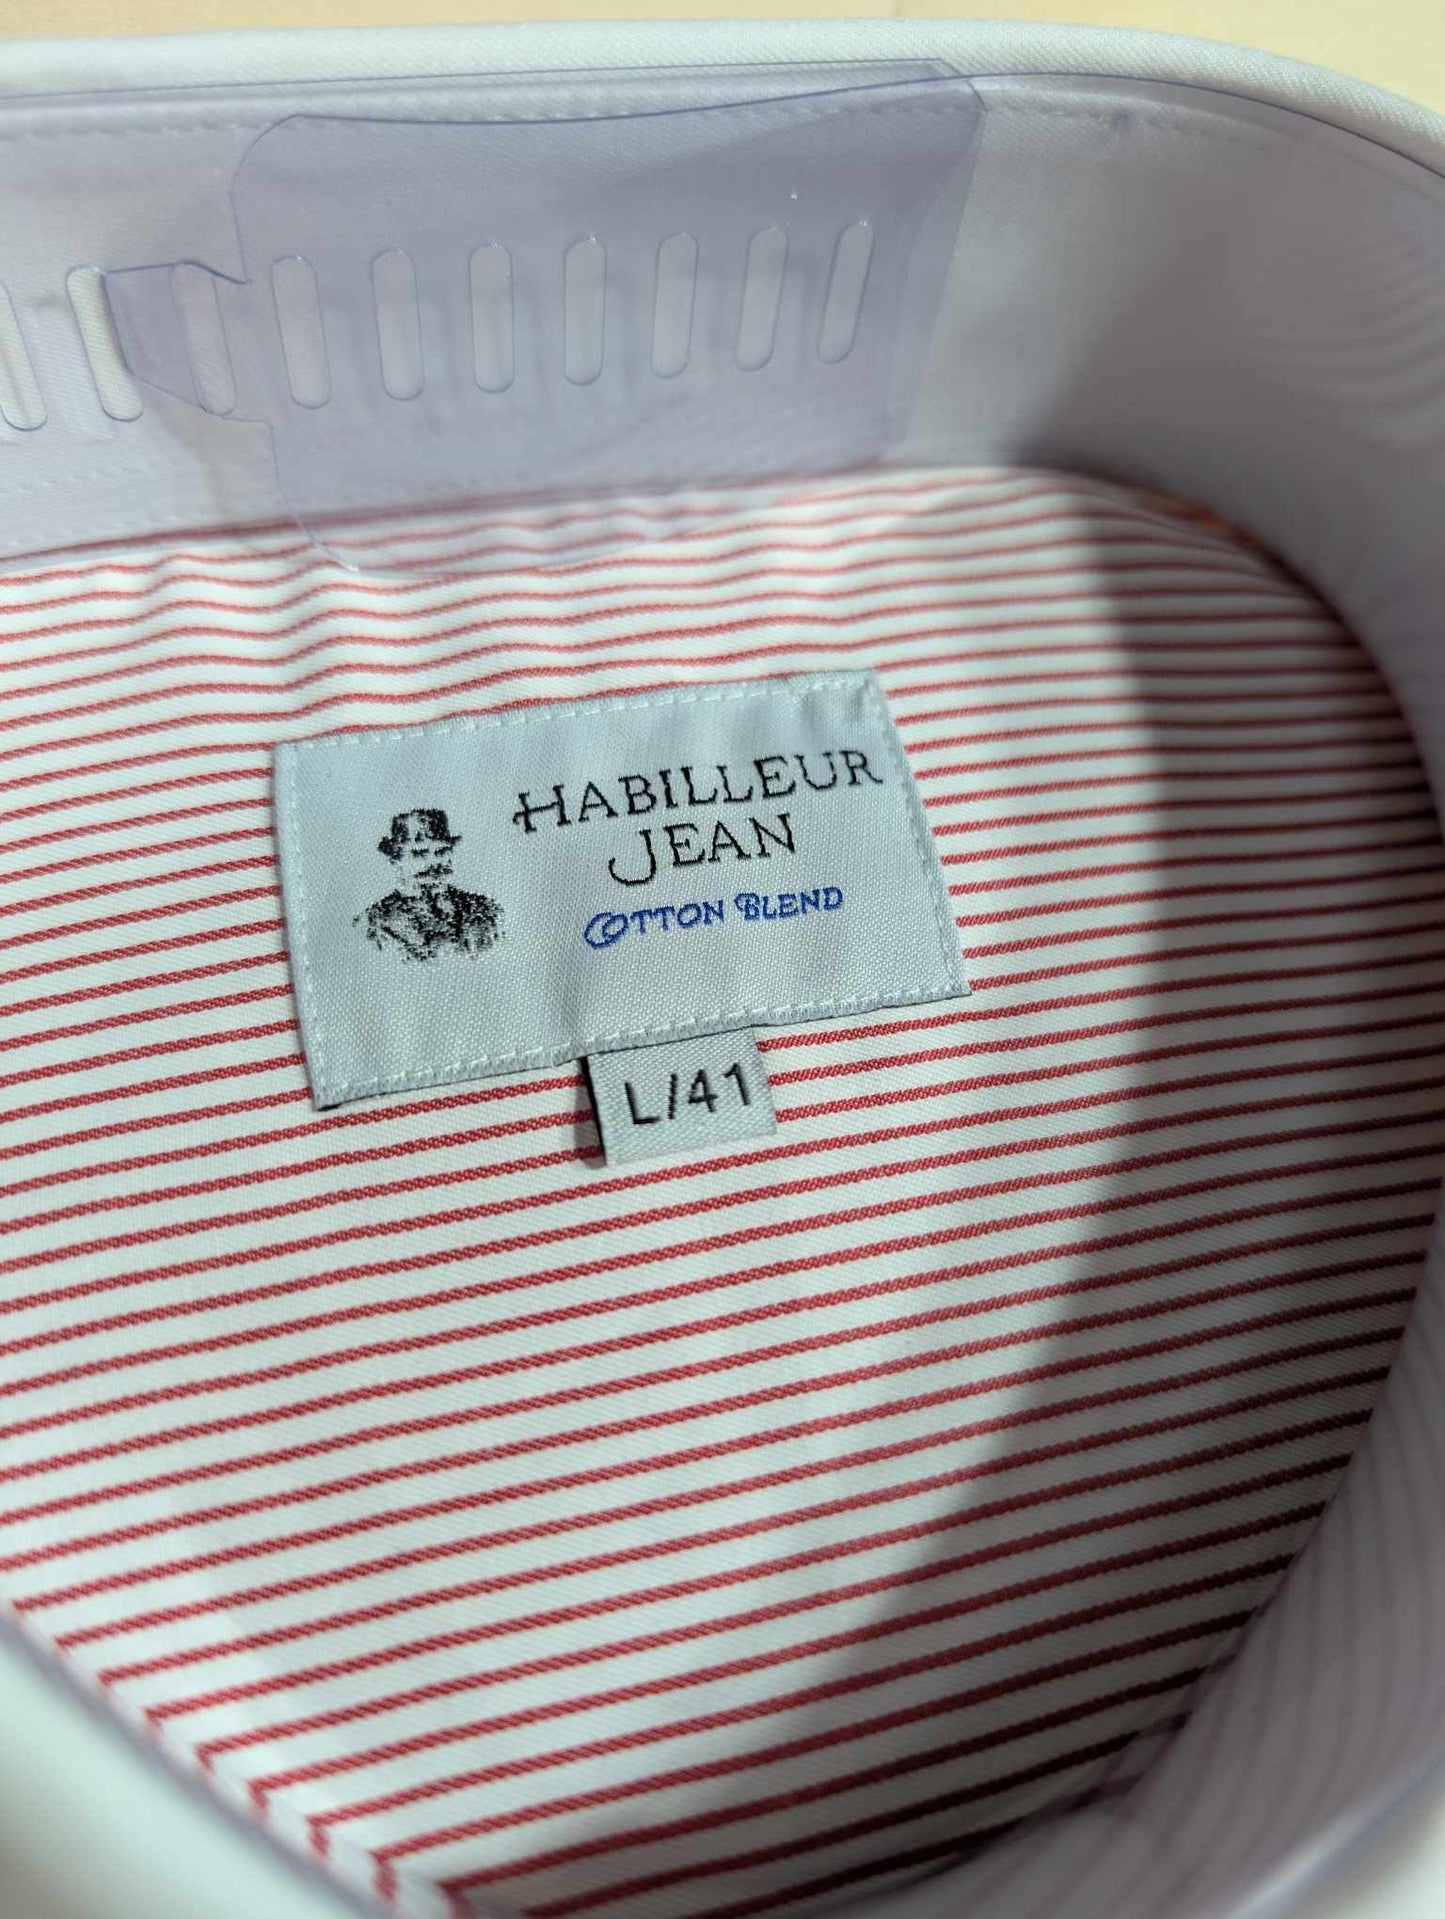 HABILLEUR
JEAN
COTTON BLEND
L/41